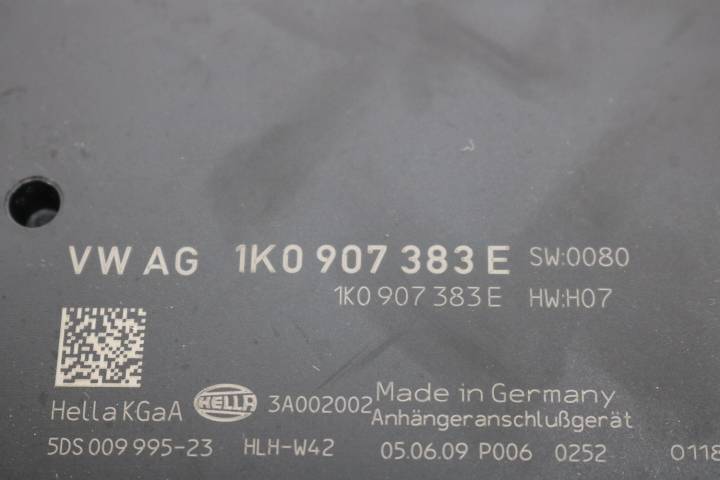 VW AG 1K0 907 383 E SW:0080
1K0 907 383 E HW:H07
Made in Germany
Hella KGaA HELLA 3A002002 Anhängeranschlußgerät
5DS 009 995-23 HLH-W42 05.06.09 P006 0252 0118